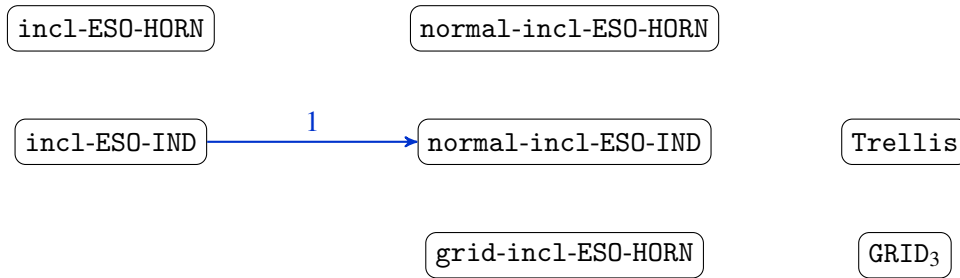 incl-ESO-HORN normal-incl-ESO-HORN
1
incl-ESO-IND normal-incl-ESO-IND Trellis
grid-incl-ESO-HORN GRID₃